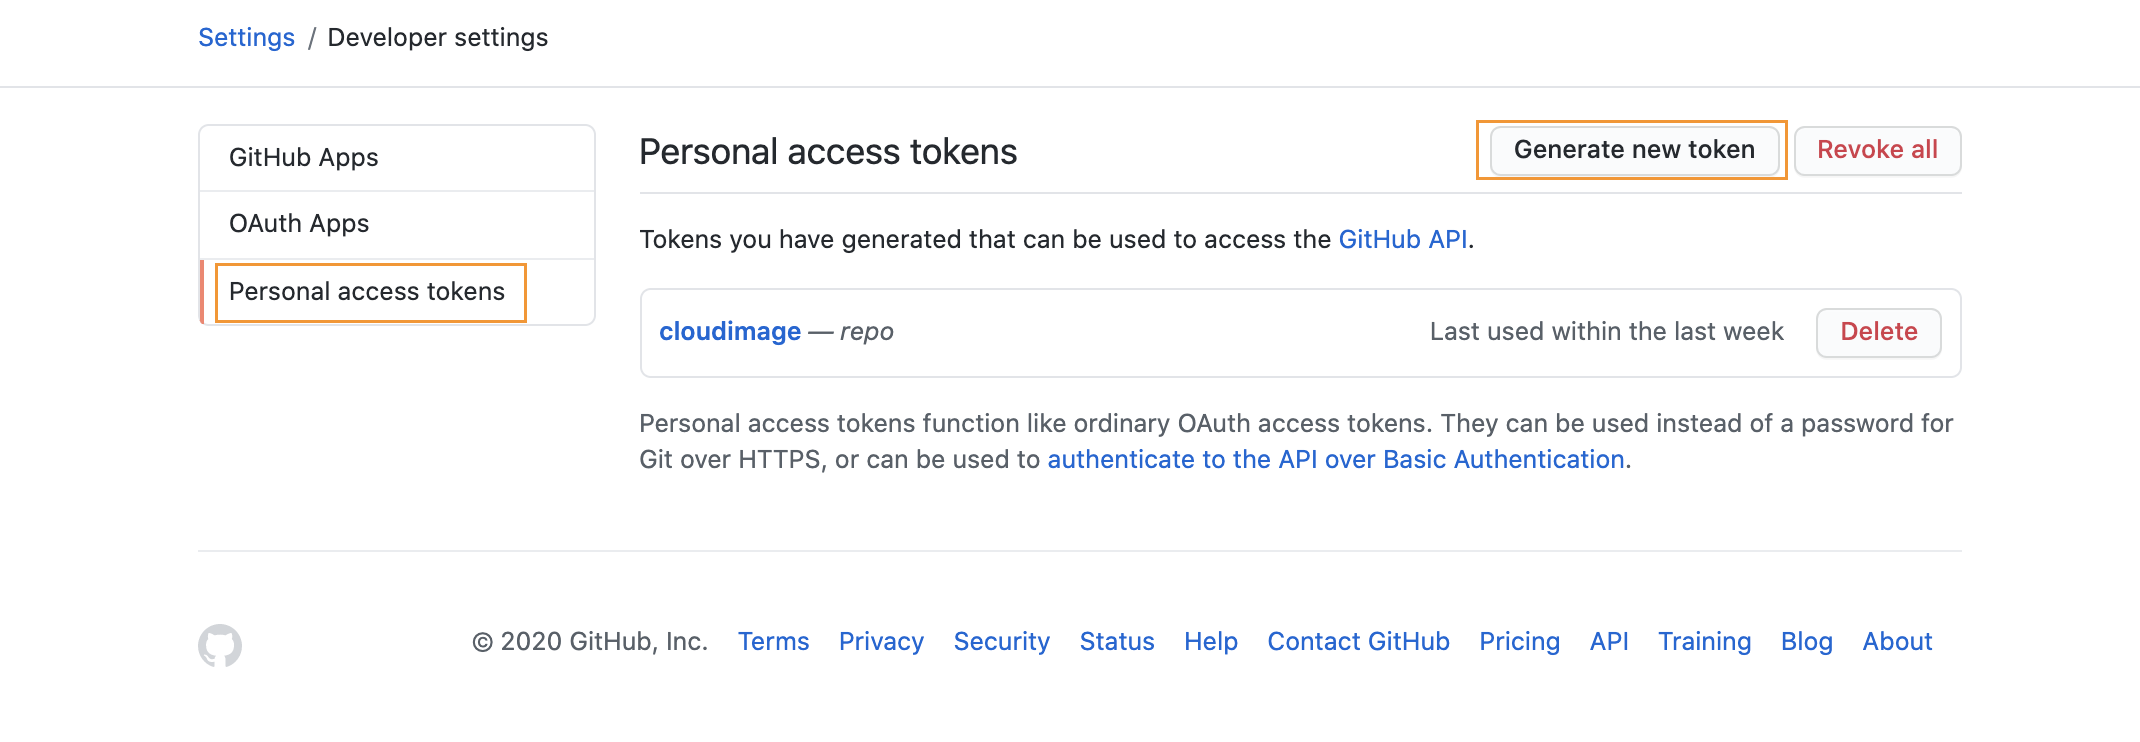 Settings / Developer settings
GitHub Apps
OAuth Apps
Personal access tokens
Personal access tokens
Generate new token
Revoke all
Tokens you have generated that can be used to access the GitHub API.
cloudimage — repo
Last used within the last week
Delete
Personal access tokens function like ordinary OAuth access tokens. They can be used instead of a password for
Git over HTTPS, or can be used to authenticate to the API over Basic Authentication.
© 2020 GitHub, Inc. Terms Privacy Security Status Help Contact GitHub Pricing API Training Blog About